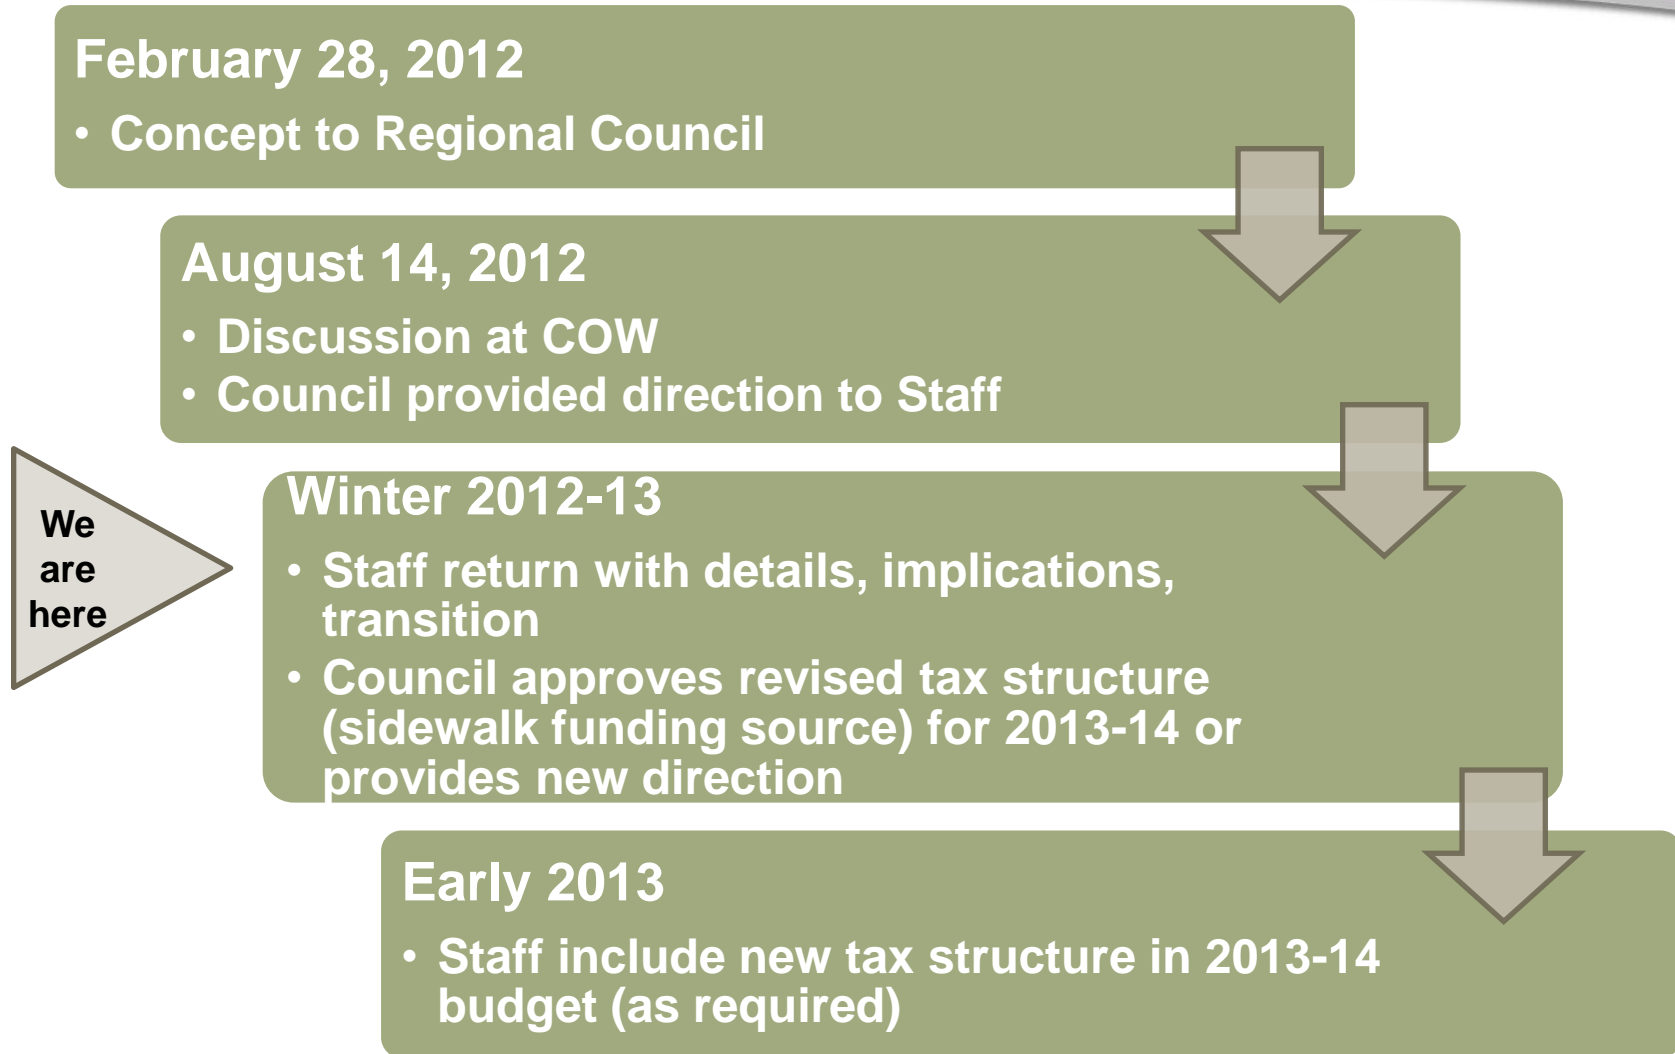 February 28, 2012
• Concept to Regional Council
August 14, 2012
• Discussion at COW
• Council provided direction to Staff
We
are
here
Winter 2012-13
• Staff return with details, implications,
transition
• Council approves revised tax structure
(sidewalk funding source) for 2013-14 or
provides new direction
Early 2013
• Staff include new tax structure in 2013-14
budget (as required)